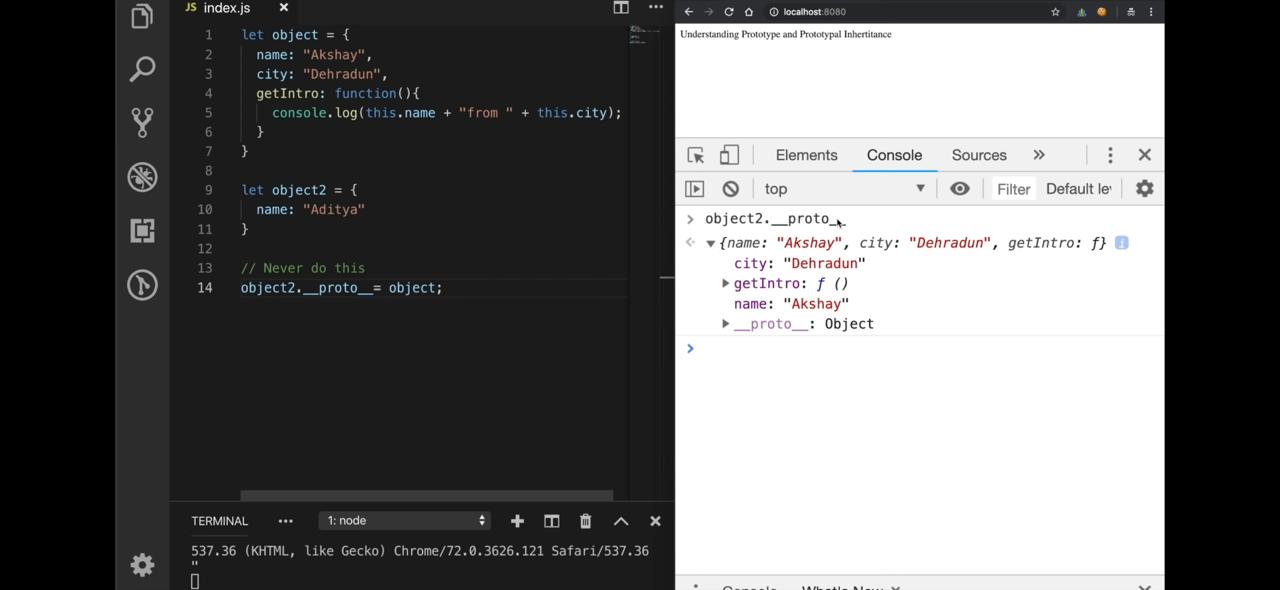 JS index.js
1 let object = {
2 name: "Akshay",
3 city: "Dehradun",
4 getIntro: function(){
5 console.log(this.name + "from " + this.city);
6 }
7 }
8
9 let object2 = {
10 name: "Aditya"
11 }
12
13 // Never do this
14 object2.__proto__= object;
TERMINAL
1: node
537.36 (KHTML, like Gecko) Chrome/72.0.3626.121 Safari/537.36
"
localhost:8080
Understanding Prototype and Prototypal Inhertitance
Elements Console Sources
top Filter Default le
object2.__proto__
{name: "Akshay", city: "Dehradun", getIntro: ƒ} i
city: "Dehradun"
getIntro: ƒ ()
name: "Akshay"
__proto__: Object
Console What's New